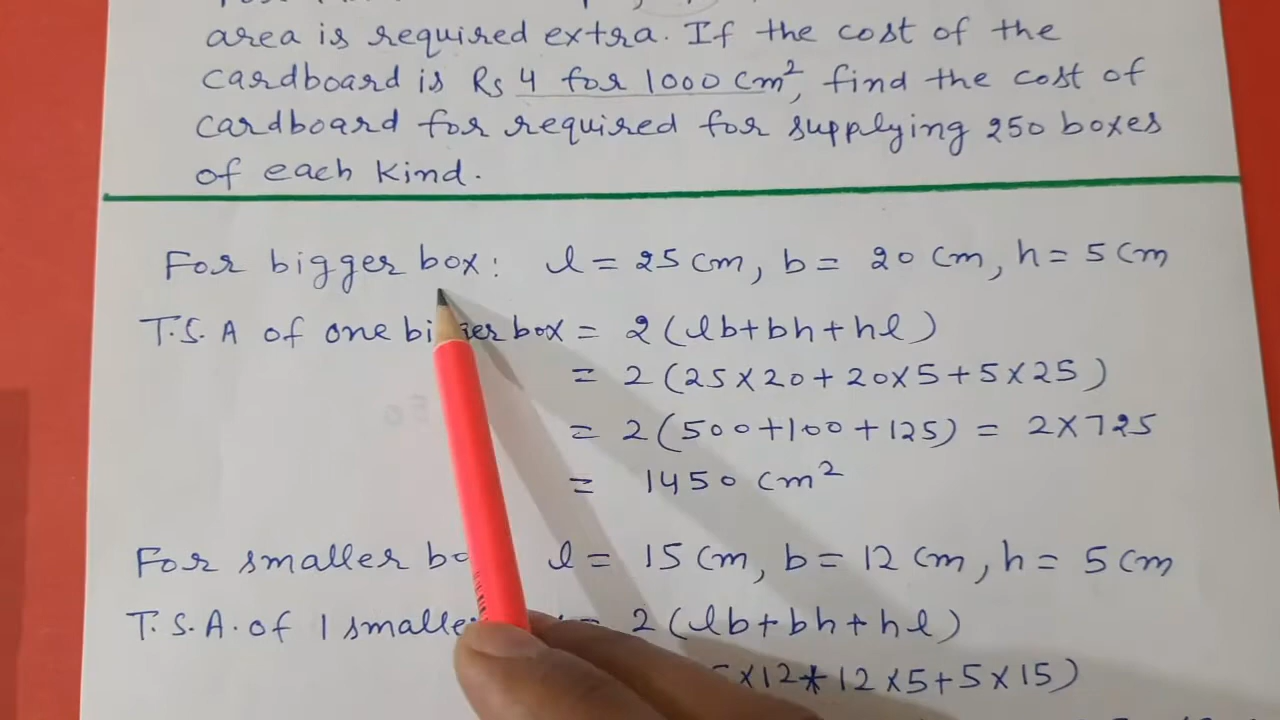 area is required extra. If the cost of the
cardboard is Rs 4 for 1000 cm², find the cost of
cardboard for required for supplying 250 boxes
of each kind.
For bigger box: l = 25 cm, b = 20 cm, h = 5 cm
T.S.A of one bigger box = 2(lb+bh+hl)
= 2(25×20+20×5+5×25)
= 2(500+100+125) = 2×725
= 1450 cm²
For smaller l = 15 cm, b = 12 cm, h = 5 cm
T.S.A. of 1 = 2(lb+bh+hl)
×12+12×5+5×15)